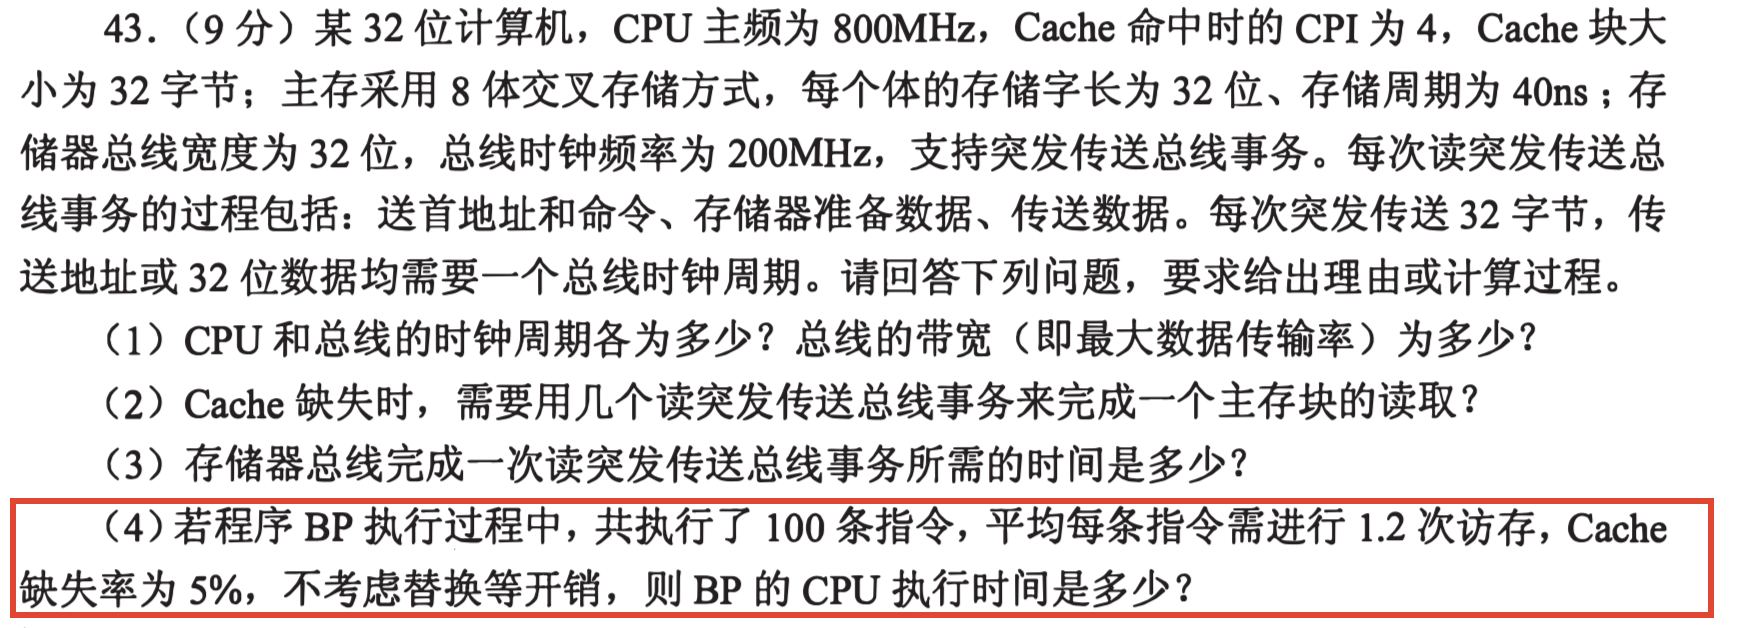 43.（9 分）某 32 位计算机，CPU 主频为 800MHz，Cache 命中时的 CPI 为 4，Cache 块大
小为 32 字节；主存采用 8 体交叉存储方式，每个体的存储字长为 32 位、存储周期为 40ns；存
储器总线宽度为 32 位，总线时钟频率为 200MHz，支持突发传送总线事务。每次读突发传送总
线事务的过程包括：送首地址和命令、存储器准备数据、传送数据。每次突发传送 32 字节，传
送地址或 32 位数据均需要一个总线时钟周期。请回答下列问题，要求给出理由或计算过程。
（1）CPU 和总线的时钟周期各为多少？总线的带宽（即最大数据传输率）为多少？
（2）Cache 缺失时，需要用几个读突发传送总线事务来完成一个主存块的读取？
（3）存储器总线完成一次读突发传送总线事务所需的时间是多少？
（4）若程序 BP 执行过程中，共执行了 100 条指令，平均每条指令需进行 1.2 次访存，Cache
缺失率为 5%，不考虑替换等开销，则 BP 的 CPU 执行时间是多少？